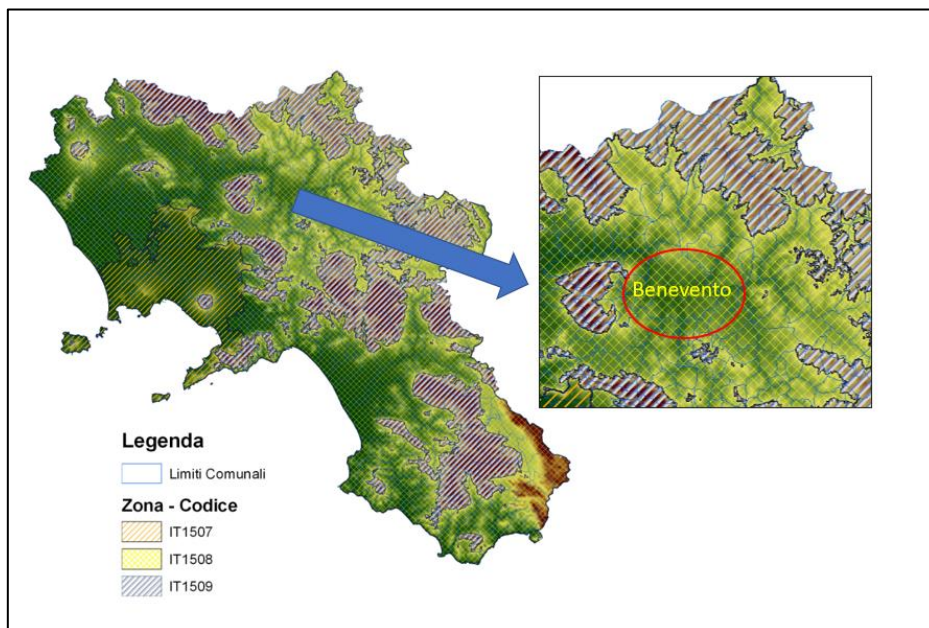 Benevento
Legenda
Limiti Comunali
Zona - Codice
IT1507
IT1508
IT1509